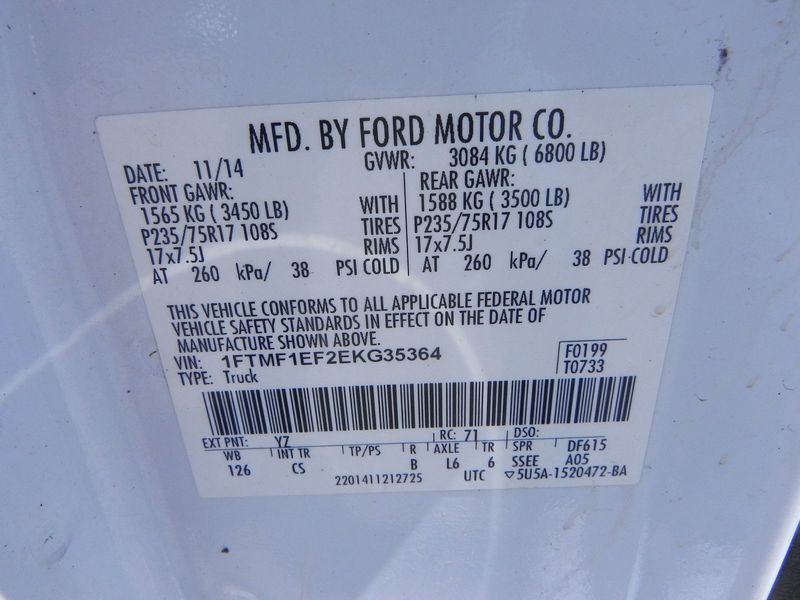 MFD. BY FORD MOTOR CO.
DATE: 11/14 GVWR: 3084 KG ( 6800 LB)
FRONT GAWR: REAR GAWR:
1565 KG ( 3450 LB) WITH 1588 KG ( 3500 LB) WITH
P235/75R17 108S TIRES P235/75R17 108S TIRES
17x7.5J RIMS 17x7.5J RIMS
AT 260 kPa/ 38 PSI COLD AT 260 kPa/ 38 PSI COLD
THIS VEHICLE CONFORMS TO ALL APPLICABLE FEDERAL MOTOR
VEHICLE SAFETY STANDARDS IN EFFECT ON THE DATE OF
MANUFACTURE SHOWN ABOVE.
VIN: 1FTMF1EF2EKG35364 F0199
TYPE: Truck T0733
EXT PNT: YZ RC: 71 DSO:
WB INT TR TP/PS R AXLE TR SPR DF615
126 CS B L6 6 SSEE A05
2201411212725 UTC ▽5U5A-1520472-BA